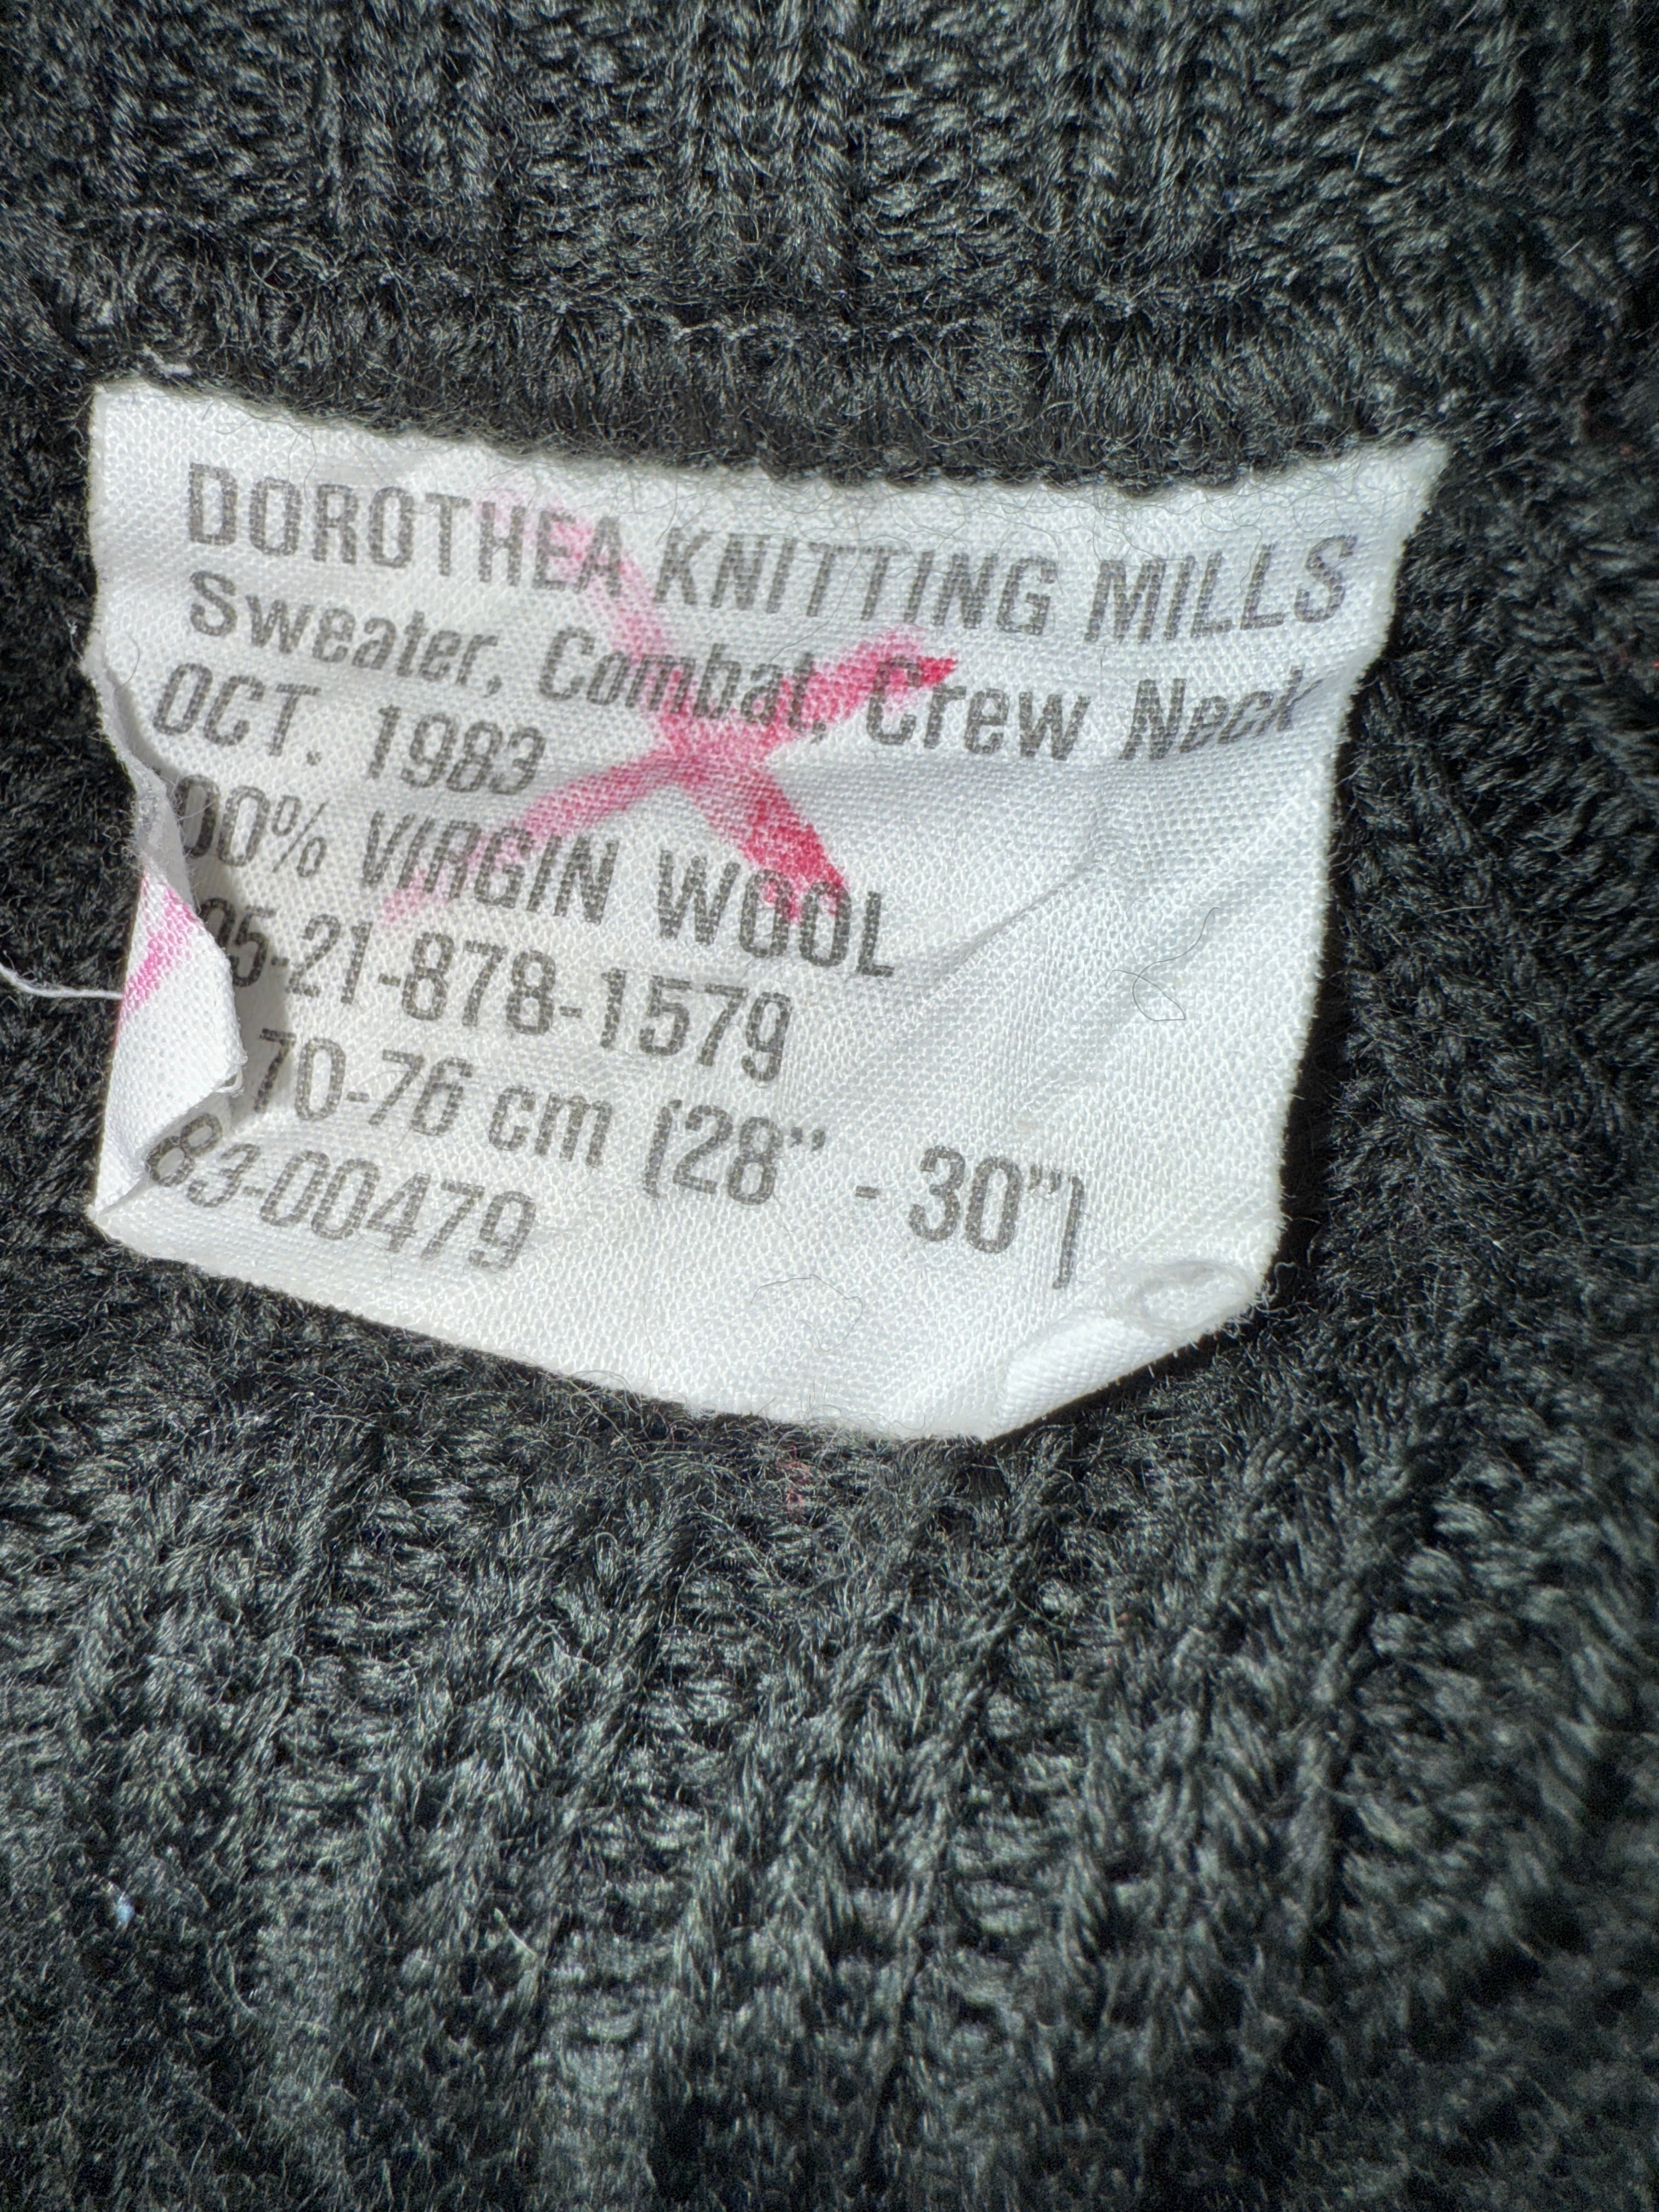 DOROTHEA KNITTING MILLS
Sweater, Combat, Crew Neck
OCT. 1983
00% VIRGIN WOOL
05-21-878-1579
70-76 cm (28” - 30”)
83-00479